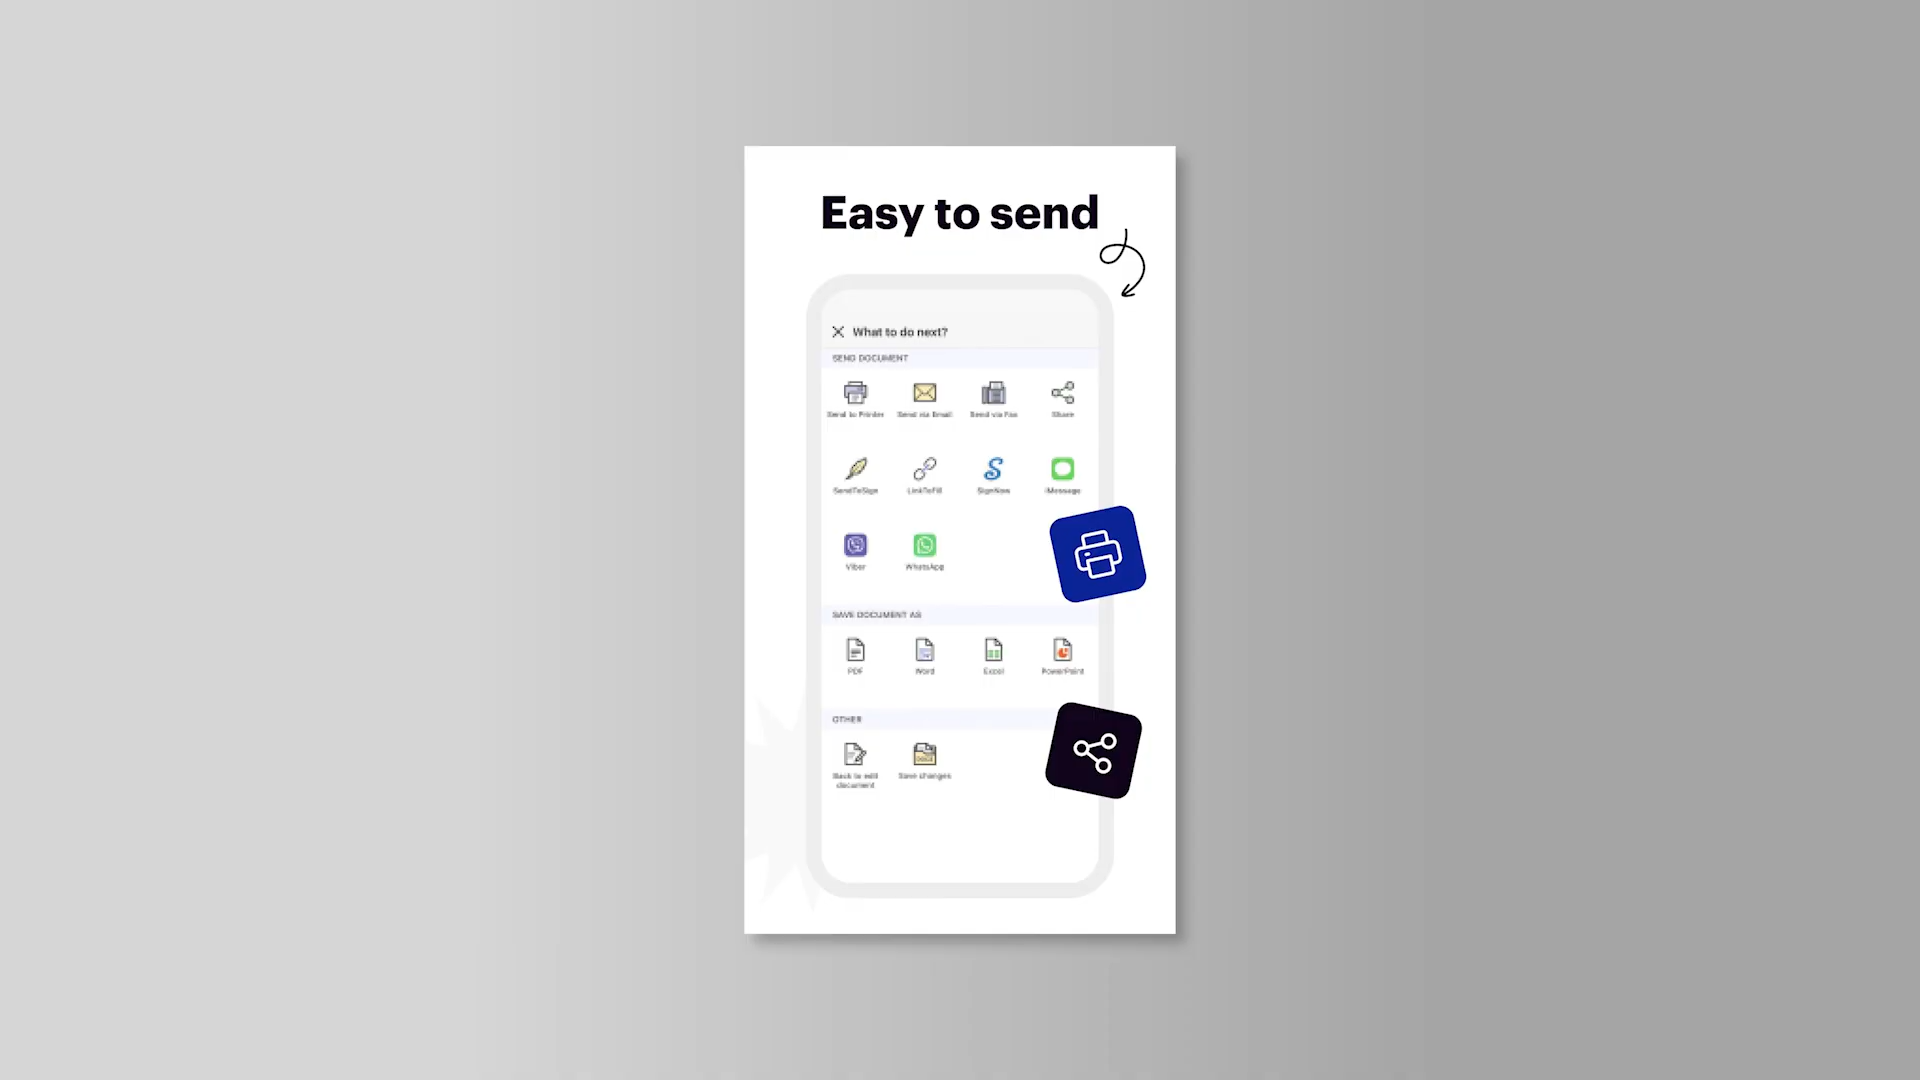 Easy to send
What to do next?
SEND DOCUMENT
Send to Printer Send via Email Send via Fax Share
SendToSign LinkToFill SignNow iMessage
Viber WhatsApp
SAVE DOCUMENT AS
PDF Word Excel PowerPoint
OTHER
Back to edit Save changes
document